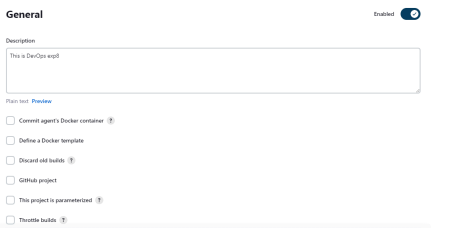 General
Enabled
Description
This is DevOps exp8
Plain text Preview
Commit agent's Docker container ?
Define a Docker template
Discard old builds ?
GitHub project
This project is parameterized ?
Throttle builds ?